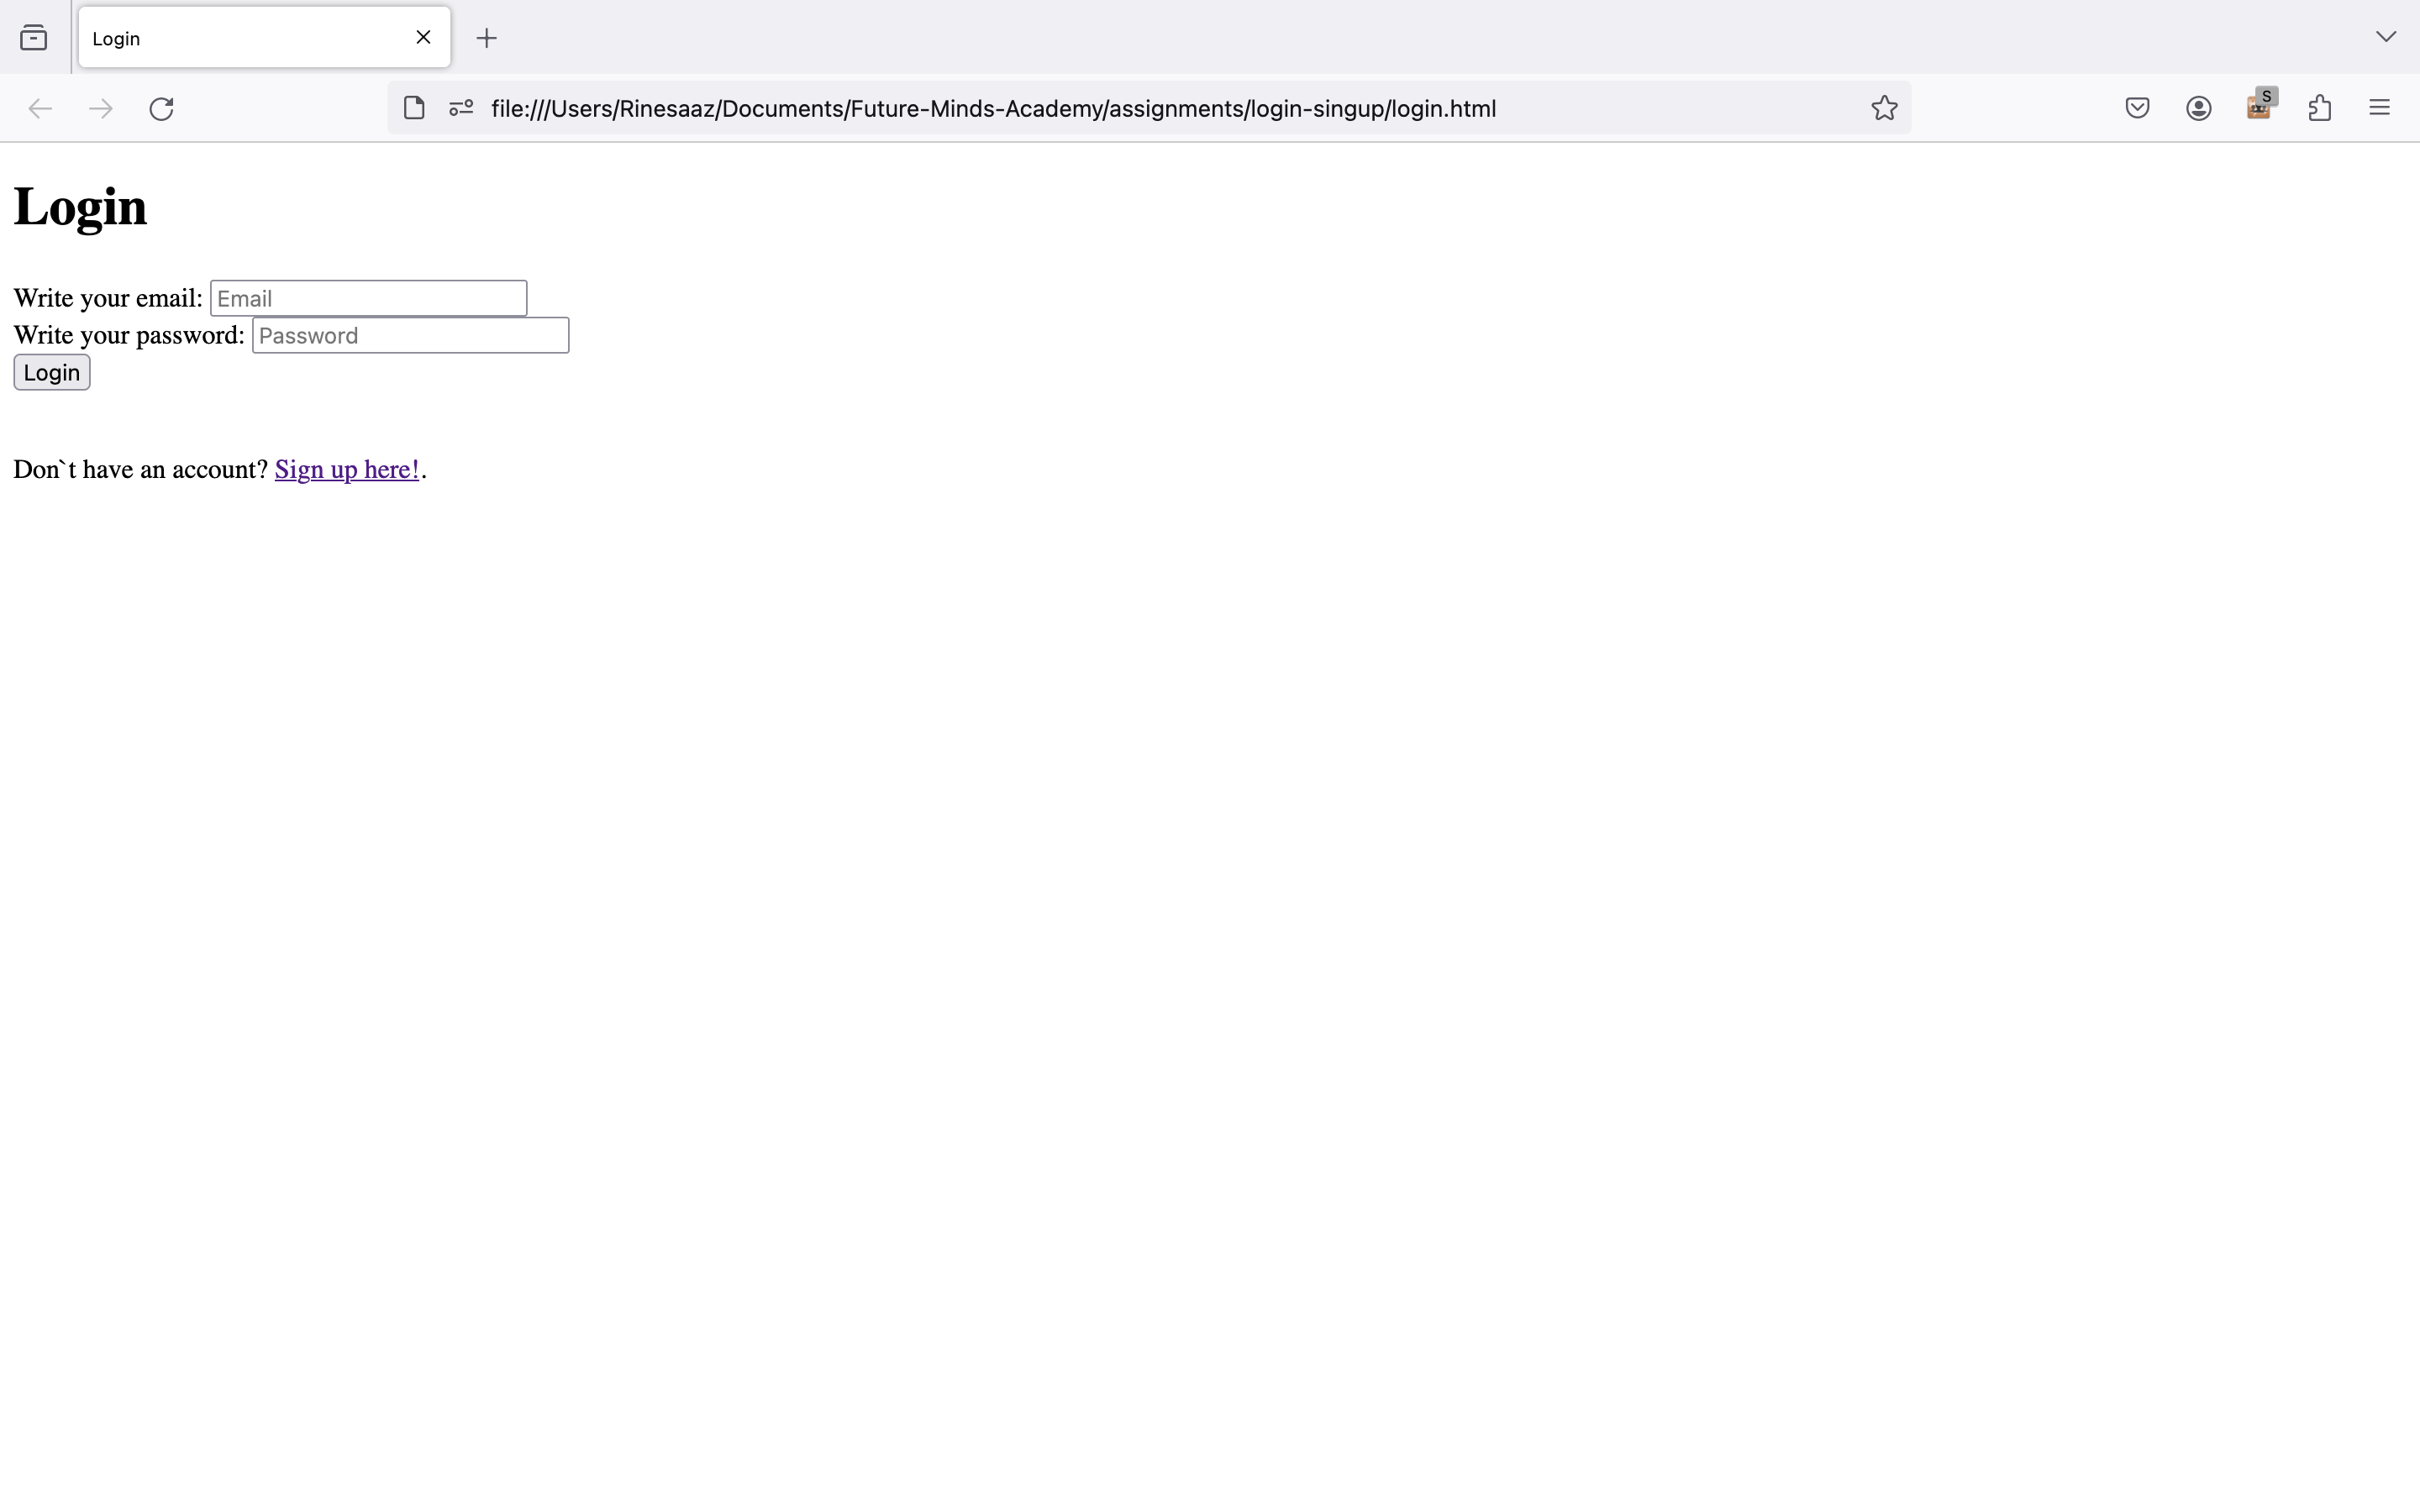 Login
S
file:///Users/Rinesaaz/Documents/Future-Minds-Academy/assignments/login-singup/login.html
Login
Write your email: Email
Write your password: Password
Login
Don`t have an account? Sign up here!.